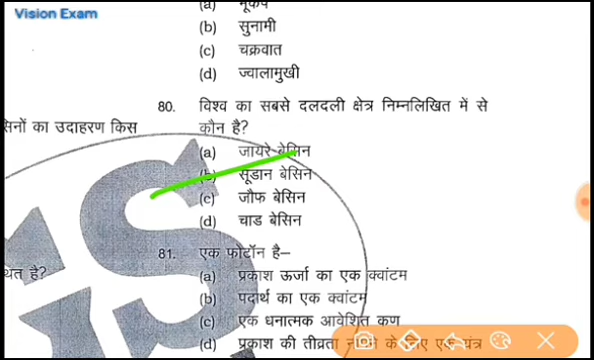 Vision Exam
(a) भूकंप
(b) सुनामी
(c) चक्रवात
(d) ज्वालामुखी
80. विश्व का सबसे दलदली क्षेत्र निम्नलिखित में से
सिनों का उदाहरण किस
कौन है?
(a) जायरे बेसिन
(b) सूडान बेसिन
(c) जौफ बेसिन
(d) चाड बेसिन
81. एक फोटॉन है—
थत है?
(a) प्रकाश ऊर्जा का एक क्वांटम
(b) पदार्थ का एक क्वांटम
(c) एक धनात्मक आवेशित कण
(d) प्रकाश की तीव्रता के लिए एक यंत्र